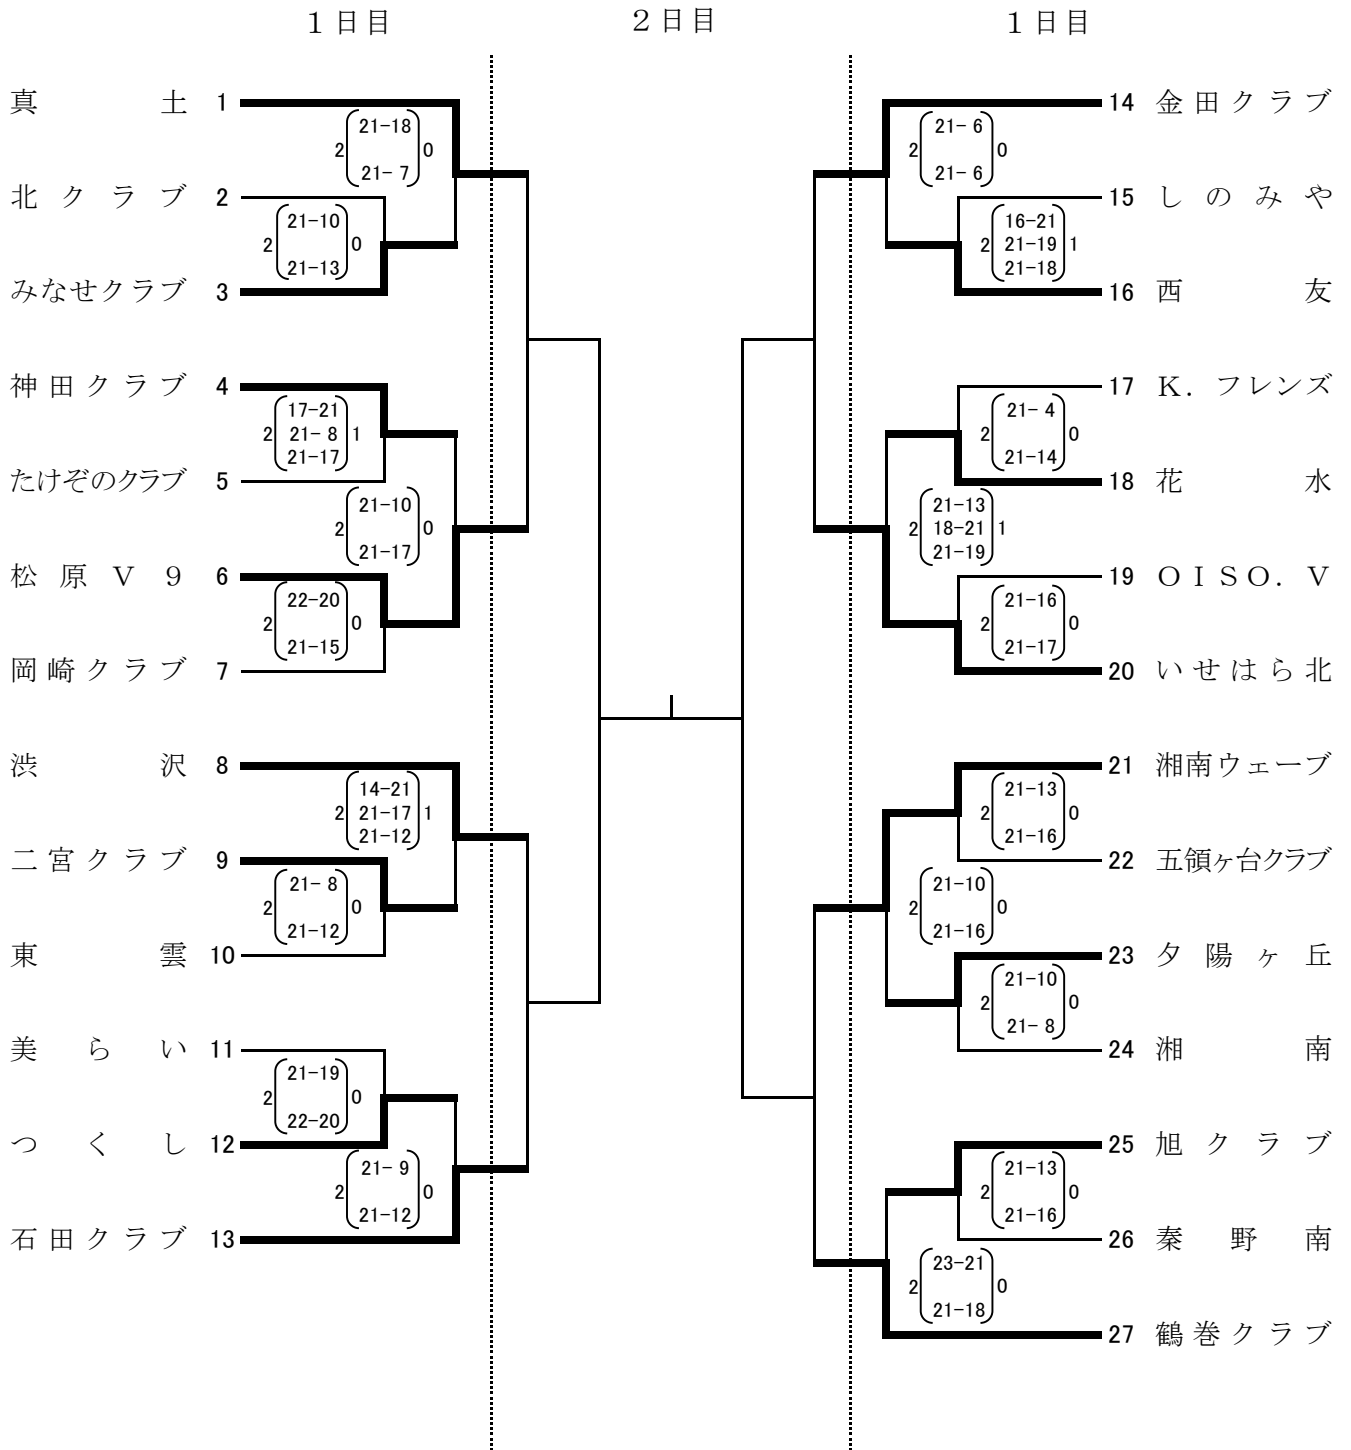 １日目　２日目　１日目
真土 1
21-18
2 0
21- 7
北クラブ 2
21-10
2 0
21-13
みなせクラブ 3
神田クラブ 4
17-21
2 21- 8 1
21-17
たけぞのクラブ 5
21-10
2 0
21-17
松原Ｖ９ 6
22-20
2 0
21-15
岡崎クラブ 7
渋沢 8
14-21
2 21-17 1
21-12
二宮クラブ 9
21- 8
2 0
21-12
東雲 10
美らい 11
21-19
2 0
22-20
つくし 12
21- 9
2 0
21-12
石田クラブ 13
14 金田クラブ
21- 6
2 0
21- 6
15 しのみや
16-21
2 21-19 1
21-18
16 西友
17 Ｋ．フレンズ
21- 4
2 0
21-14
18 花水
21-13
2 18-21 1
21-19
19 ＯＩＳＯ．Ｖ
21-16
2 0
21-17
20 いせはら北
21 湘南ウェーブ
21-13
2 0
21-16
22 五領ヶ台クラブ
21-10
2 0
21-16
23 夕陽ヶ丘
21-10
2 0
21- 8
24 湘南
25 旭クラブ
21-13
2 0
21-16
26 秦野南
23-21
2 0
21-18
27 鶴巻クラブ